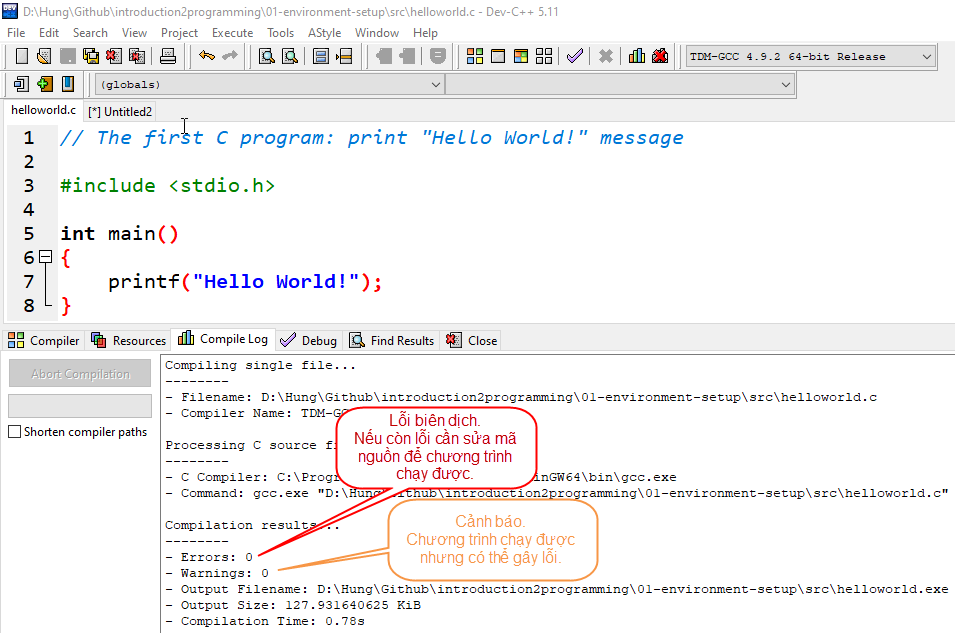 D:\Hung\Github\introduction2programming\01-environment-setup\src\helloworld.c - Dev-C++ 5.11
File Edit Search View Project Execute Tools AStyle Window Help
TDM-GCC 4.9.2 64-bit Release
(globals)
helloworld.c [*] Untitled2
1 // The first C program: print "Hello World!" message
2
3 #include <stdio.h>
4
5 int main()
6 {
7 printf("Hello World!");
8 }
Compiler Resources Compile Log Debug Find Results Close
Abort Compilation
Shorten compiler paths
Compiling single file...
--------
- Filename: D:\Hung\Github\introduction2programming\01-environment-setup\src\helloworld.c
- Compiler Name: TDM-GC
Processing C source f
--------
- C Compiler: C:\Prog inGW64\bin\gcc.exe
- Command: gcc.exe "D:\Hung\Github\introduction2programming\01-environment-setup\src\helloworld.c"
Compilation results...
--------
- Errors: 0
- Warnings: 0
- Output Filename: D:\Hung\Github\introduction2programming\01-environment-setup\src\helloworld.exe
- Output Size: 127.931640625 KiB
- Compilation Time: 0.78s
Lỗi biên dịch.
Nếu còn lỗi cần sửa mã
nguồn để chương trình
chạy được.
Cảnh báo.
Chương trình chạy được
nhưng có thể gây lỗi.